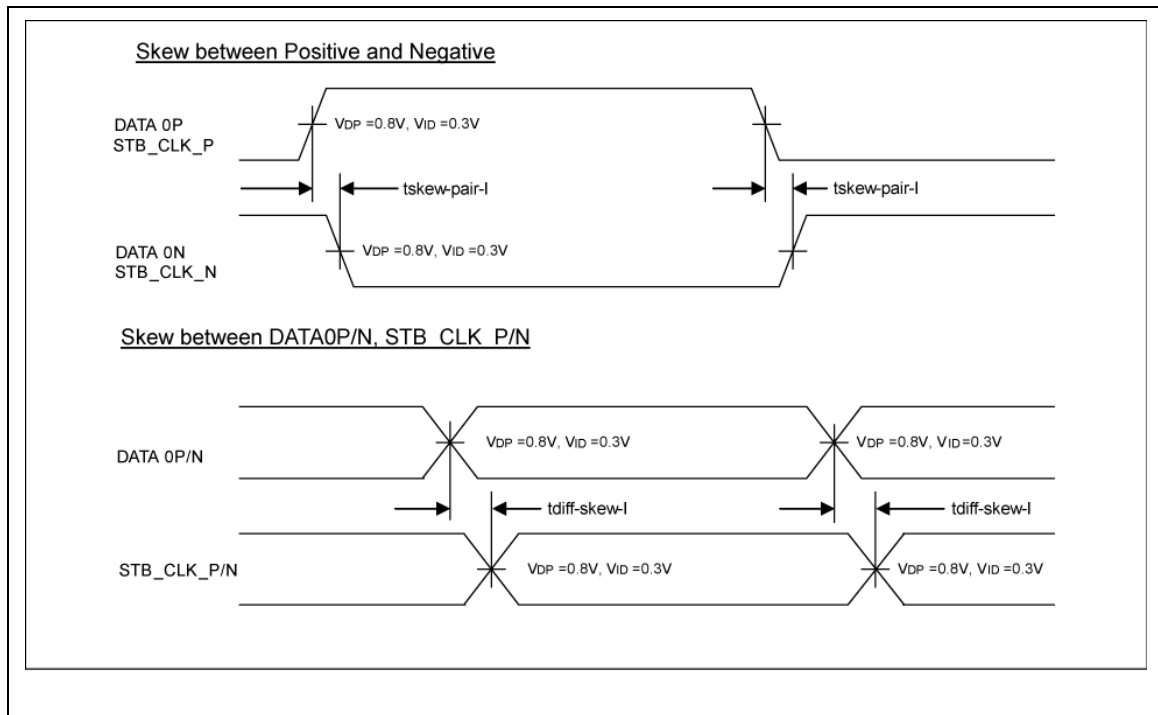 Skew between Positive and Negative
DATA 0P
STB_CLK_P
VDP =0.8V, VID =0.3V
tskew-pair-I
tskew-pair-I
DATA 0N
STB_CLK_N
VDP =0.8V, VID =0.3V
Skew between DATA0P/N, STB_CLK_P/N
DATA 0P/N
VDP =0.8V, VID =0.3V
VDP =0.8V, VID=0.3V
tdiff-skew-I
tdiff-skew-I
STB_CLK_P/N
VDP =0.8V, VID =0.3V
VDP =0.8V, VID =0.3V